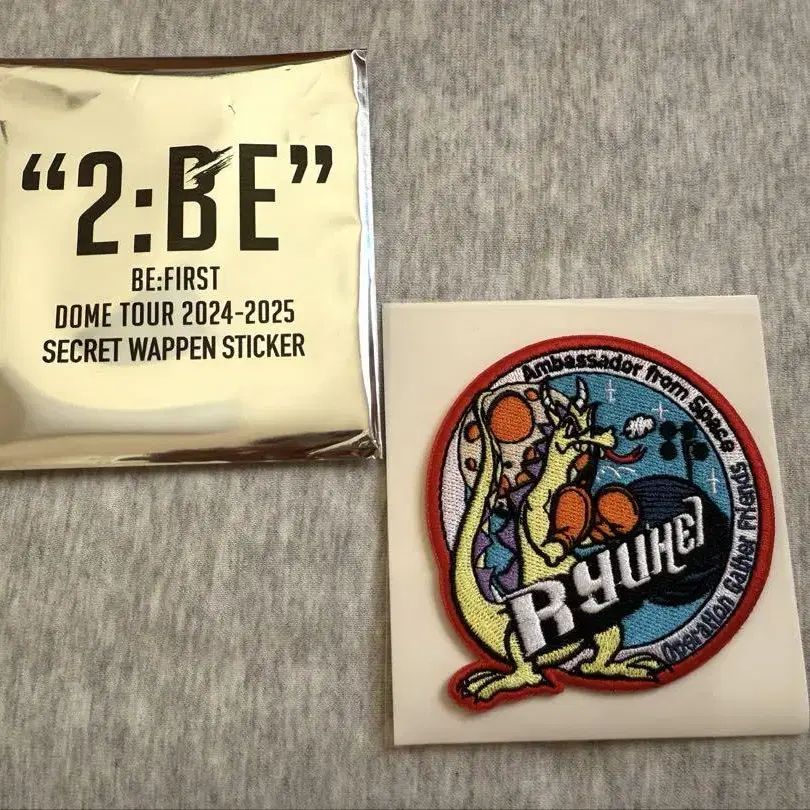 “2:BE”
BE:FIRST
DOME TOUR 2024-2025
SECRET WAPPEN STICKER
Ambassador from Space
RYUHEI
Operation Gather Friends